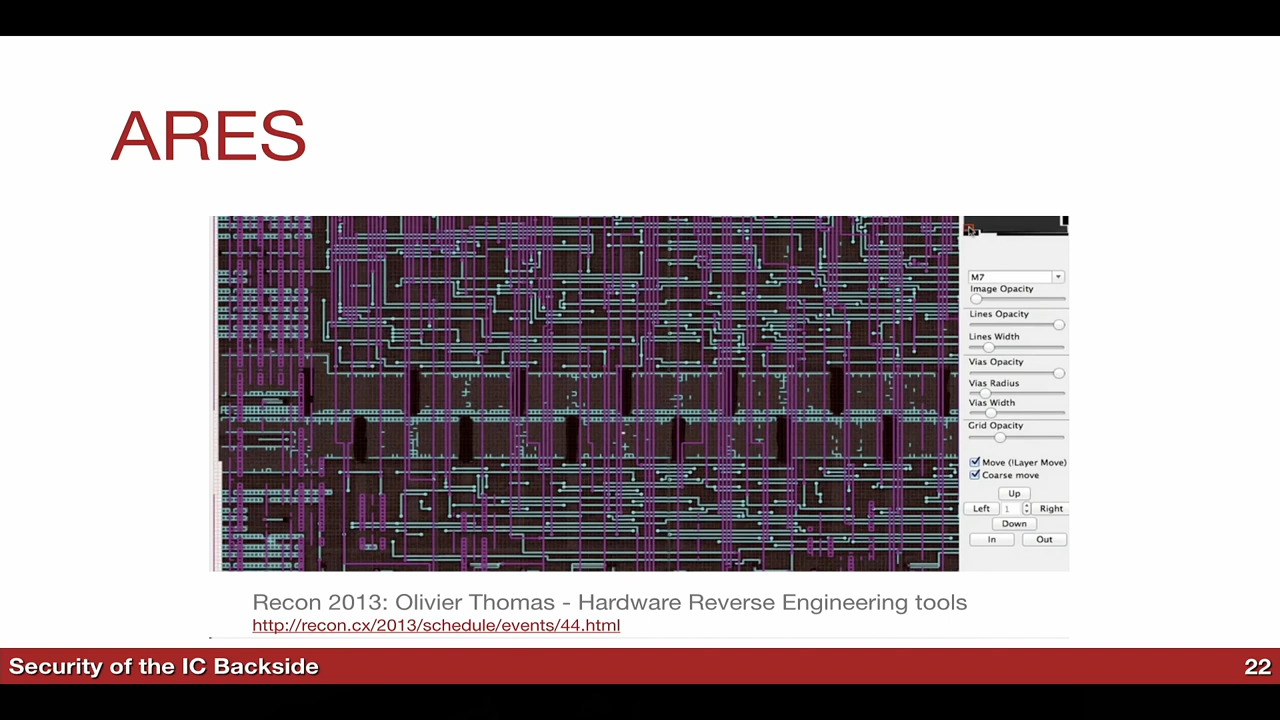 ARES
M7
Image Opacity
Lines Opacity
Lines Width
Vias Opacity
Vias Radius
Vias Width
Grid Opacity
Move (!Layer Move)
Coarse move
Up
Left 1 Right
Down
In Out
Recon 2013: Olivier Thomas - Hardware Reverse Engineering tools
http://recon.cx/2013/schedule/events/44.html
Security of the IC Backside 22